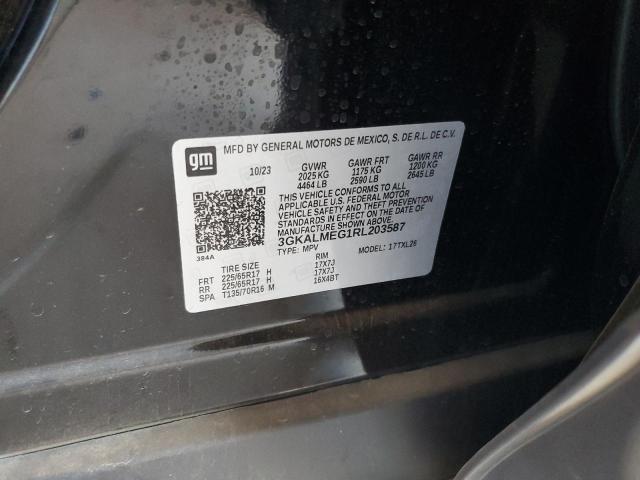 gm
MFD BY GENERAL MOTORS DE MEXICO, S. DE R.L. DE C.V.
10/23 GVWR GAWR FRT GAWR RR
2025 KG 1175 KG 1200 KG
4464 LB 2590 LB 2645 LB
THIS VEHICLE CONFORMS TO ALL
APPLICABLE U.S. FEDERAL MOTOR
VEHICLE SAFETY AND THEFT PREVENTION
STANDARDS IN EFFECT ON THE DATE OF
MANUFACTURE SHOWN ABOVE.
3GKALMEG1RL203587
TYPE: MPV MODEL: 17TXL26
384A
TIRE SIZE RIM
FRT 225/65R17 H 17X7J
RR 225/65R17 H 17X7J
SPA T135/70R16 M 16X4BT